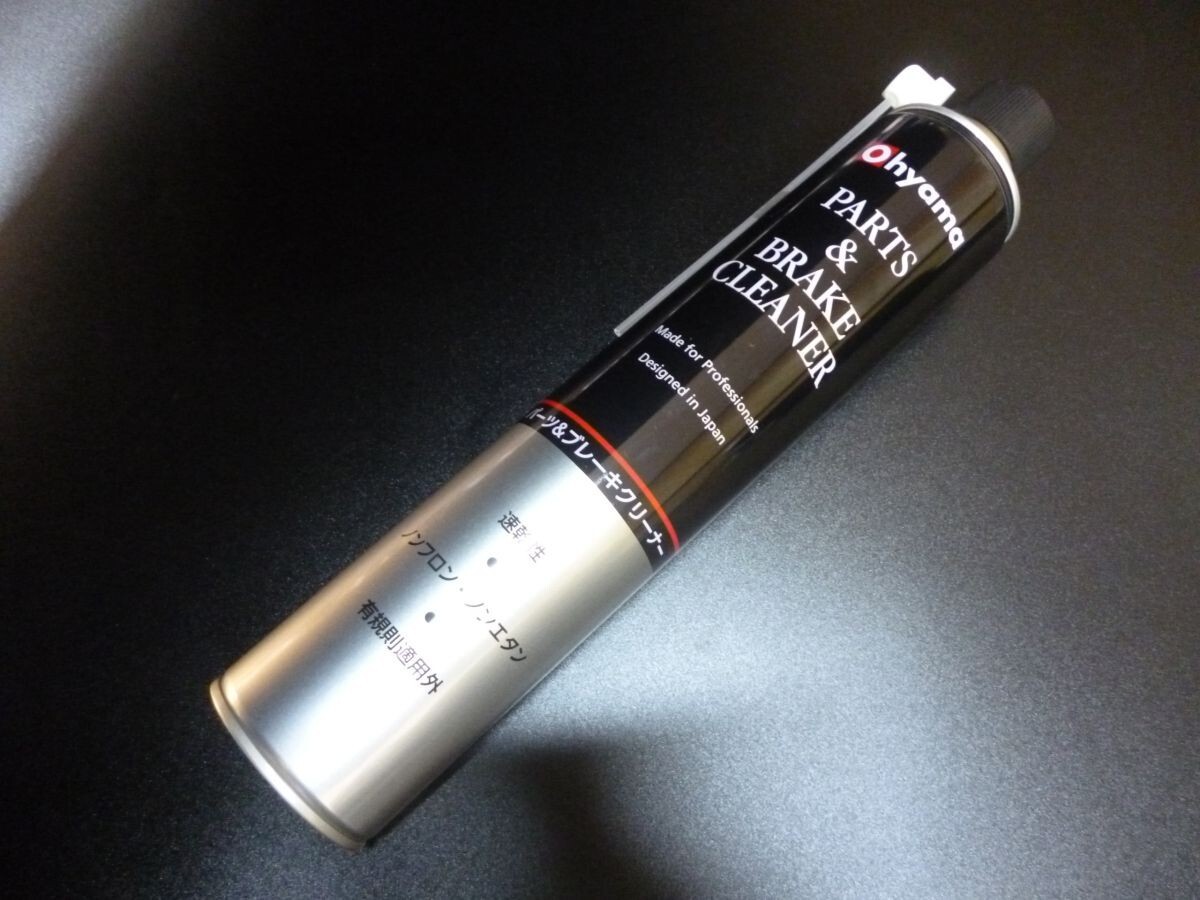 Ohyama
PARTS
&
BRAKE
CLEANER
Made for Professionals
Designed in Japan
パーツ&ブレーキクリーナー
速乾性
•
ノンフロン・ノンエタン
•
有規則適用外